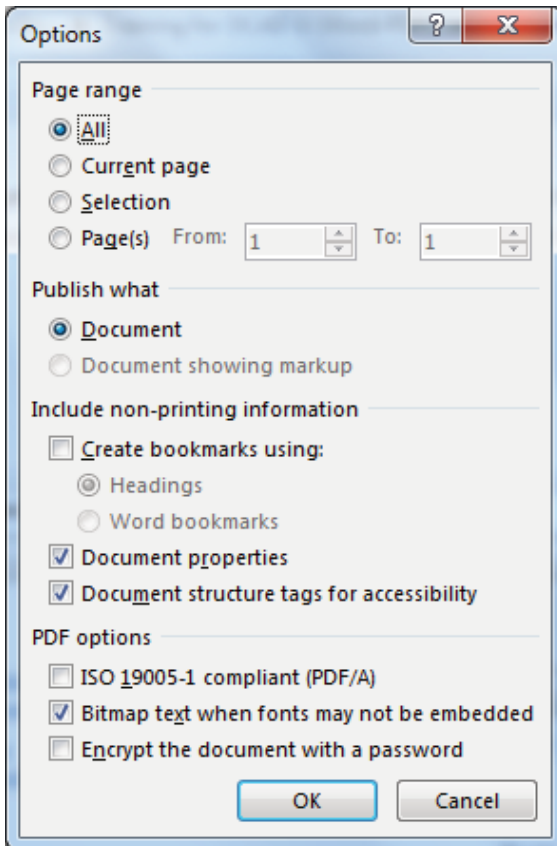 Options
?
X
Page range
All
Current page
Selection
Page(s) From: 1 To: 1
Publish what
Document
Document showing markup
Include non-printing information
Create bookmarks using:
Headings
Word bookmarks
Document properties
Document structure tags for accessibility
PDF options
ISO 19005-1 compliant (PDF/A)
Bitmap text when fonts may not be embedded
Encrypt the document with a password
OK Cancel